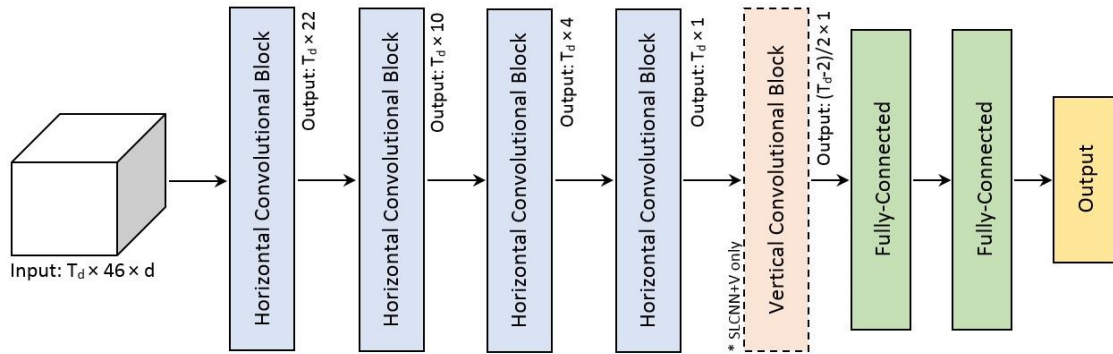 Input: T_d × 46 × d
Horizontal Convolutional Block
Output: T_d × 22
Horizontal Convolutional Block
Output: T_d × 10
Horizontal Convolutional Block
Output: T_d × 4
Horizontal Convolutional Block
Output: T_d × 1
* SLCNN+V only
Vertical Convolutional Block
Output: (T_d-2)/2 × 1
Fully-Connected
Fully-Connected
Output